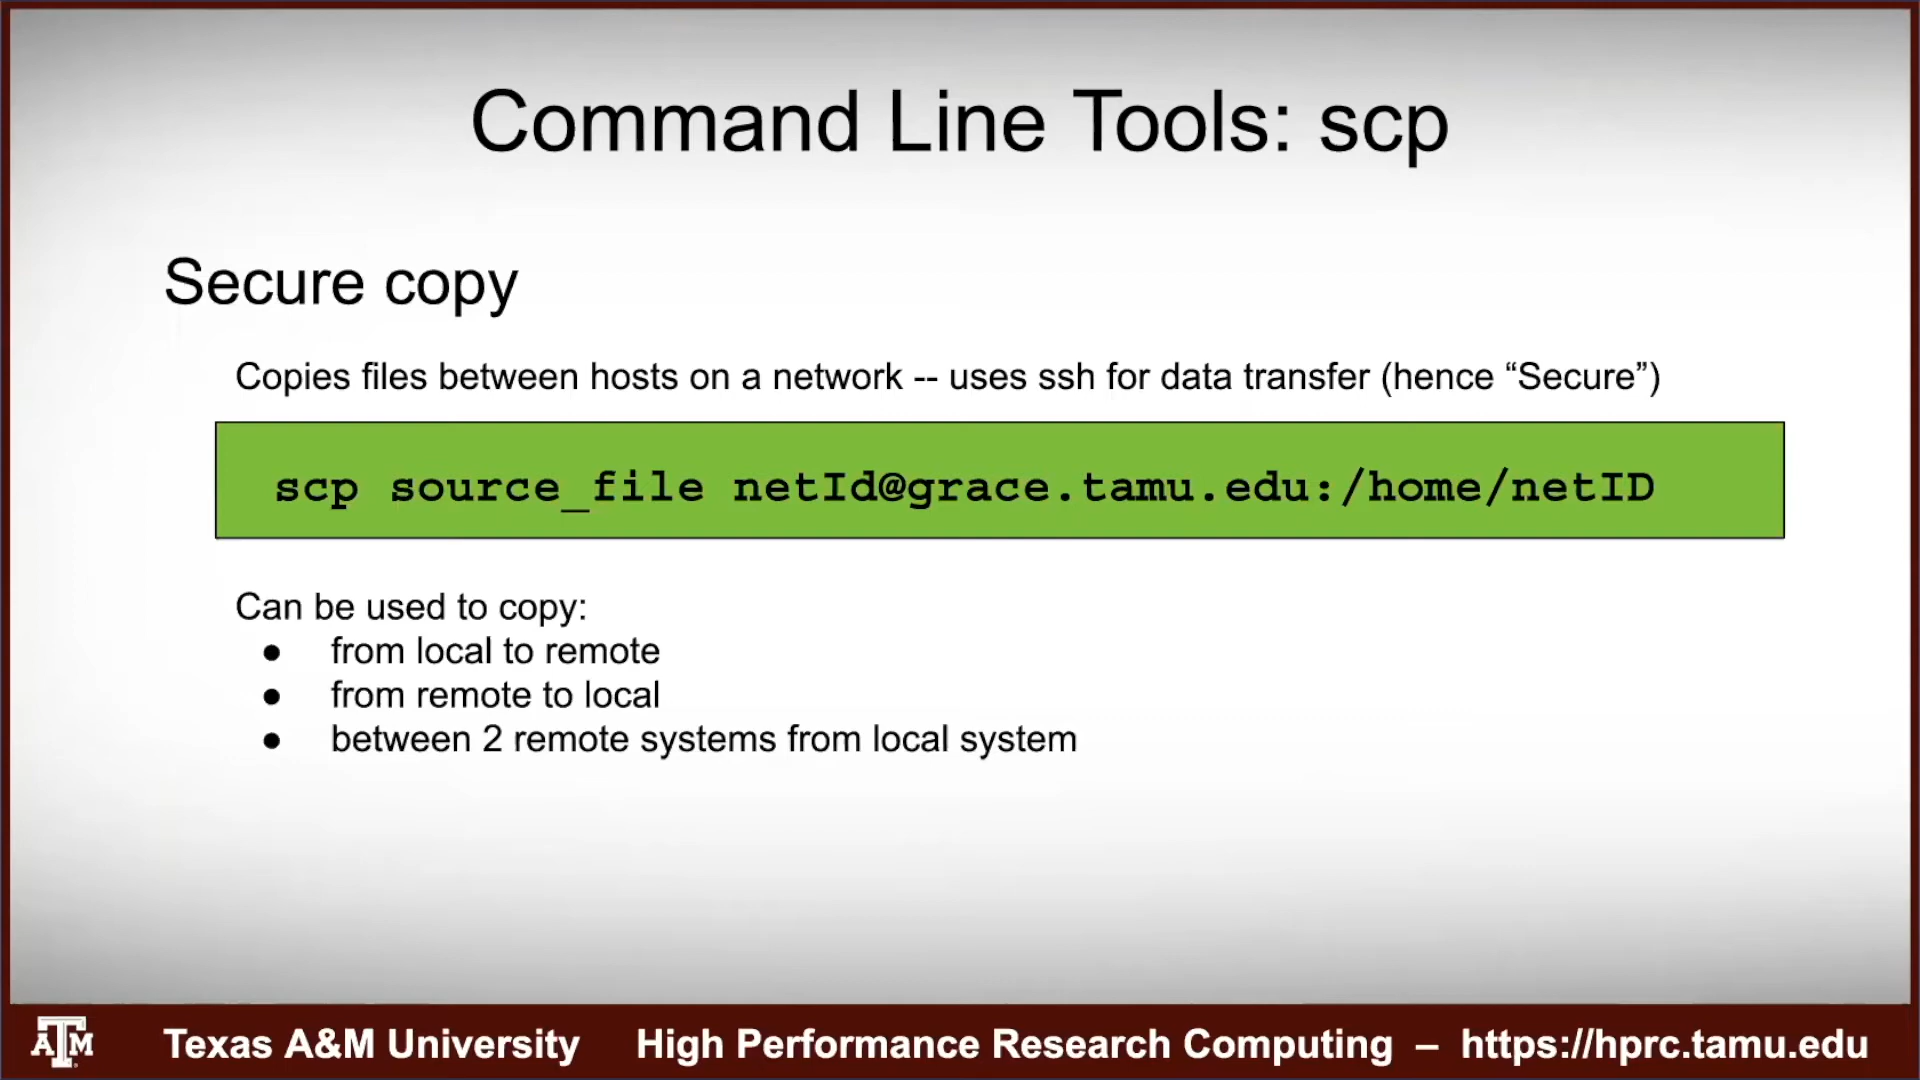 Command Line Tools: scp
Secure copy
Copies files between hosts on a network -- uses ssh for data transfer (hence “Secure”)
scp source_file netId@grace.tamu.edu:/home/netID
Can be used to copy:
● from local to remote
● from remote to local
● between 2 remote systems from local system
ATM Texas A&M University High Performance Research Computing – https://hprc.tamu.edu